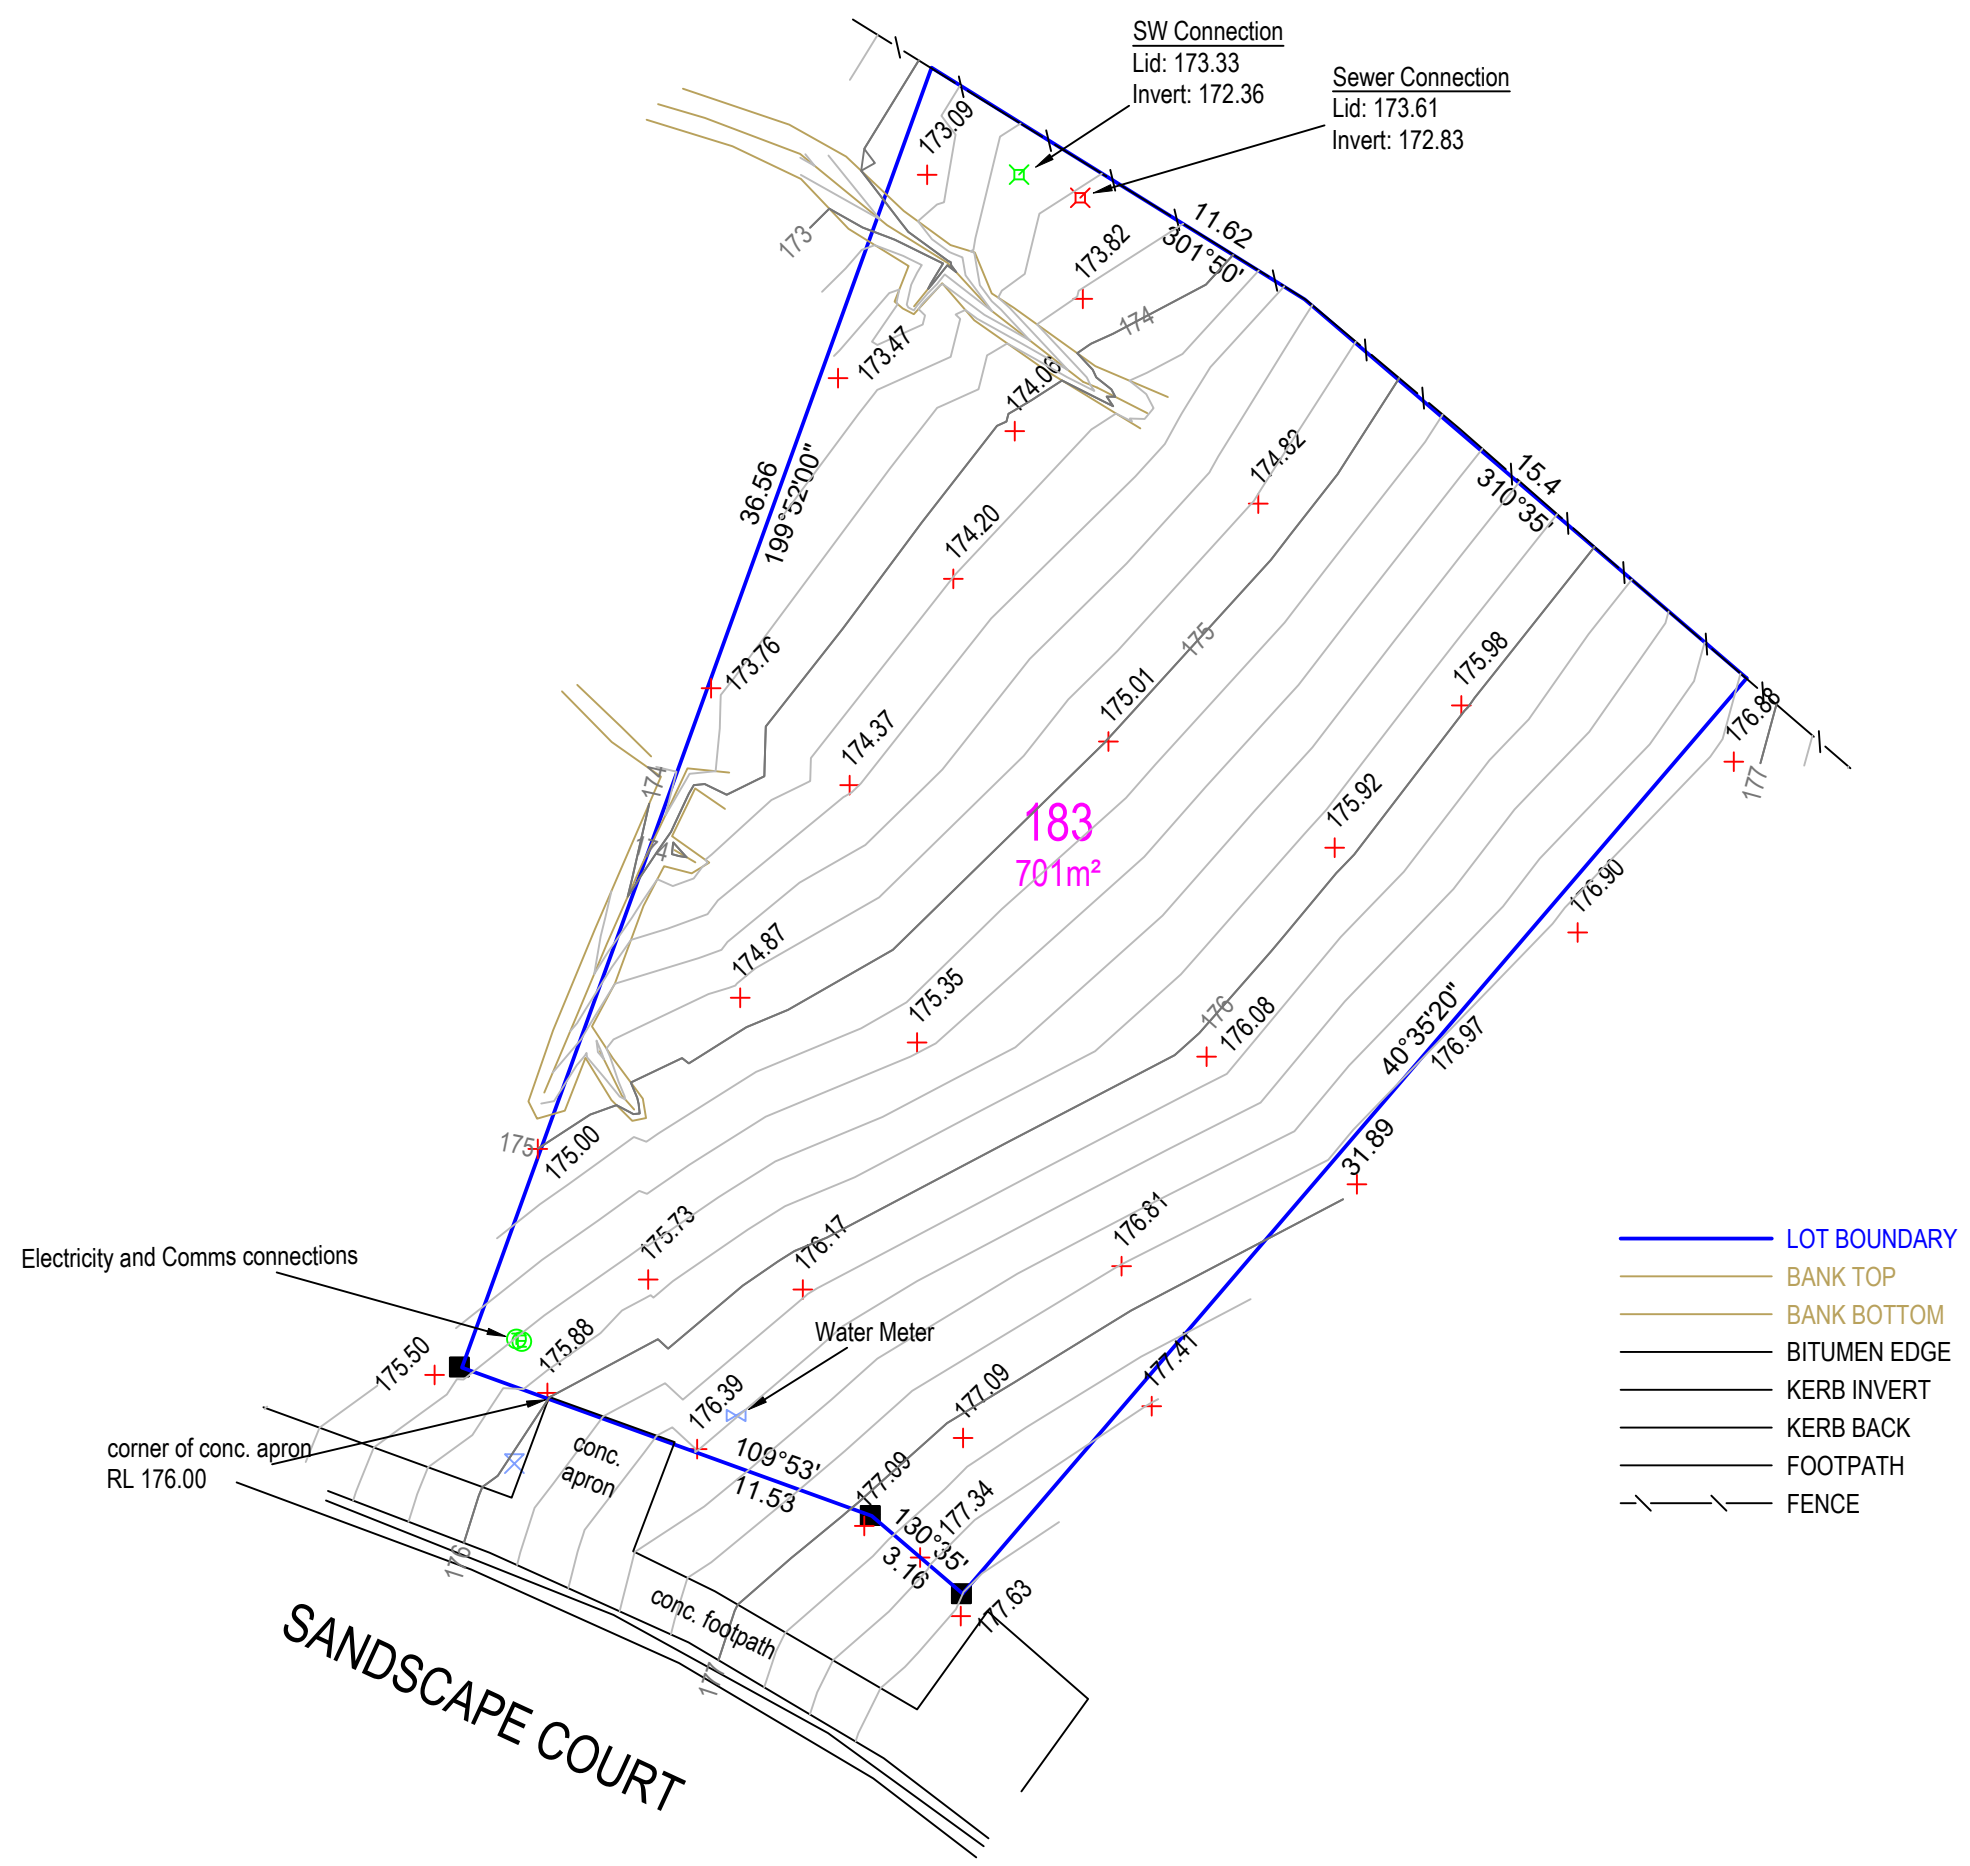 SW Connection
Lid: 173.33
Invert: 172.36
Sewer Connection
Lid: 173.61
Invert: 172.83
173.09
11.62
301°50'
173
173.82
174
173.47
174.06
174.82
15.4
310°35'
36.56
199°52'00"
174.20
175
173.76
175.98
176.88
177
174.37
175.01
174
174
183
701m²
175.92
176.90
174.87
175.35
176
176.08
40°35'20"
176.97
175
175.00
31.89
175.73
176.17
176.81
Electricity and Comms connections
LOT BOUNDARY
BANK TOP
BANK BOTTOM
BITUMEN EDGE
KERB INVERT
KERB BACK
FOOTPATH
FENCE
Water Meter
175.50
175.88
176.39
177.09
177.41
corner of conc. apron
RL 176.00
conc.
apron
109°53'
11.53
177.09
130°35'
3.16
177.34
176
conc. footpath
177.63
177
SANDSCAPE COURT